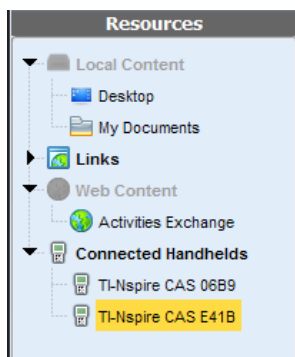 Resources
Local Content
Desktop
My Documents
Links
Web Content
Activities Exchange
Connected Handhelds
TI-Nspire CAS 06B9
TI-Nspire CAS E41B